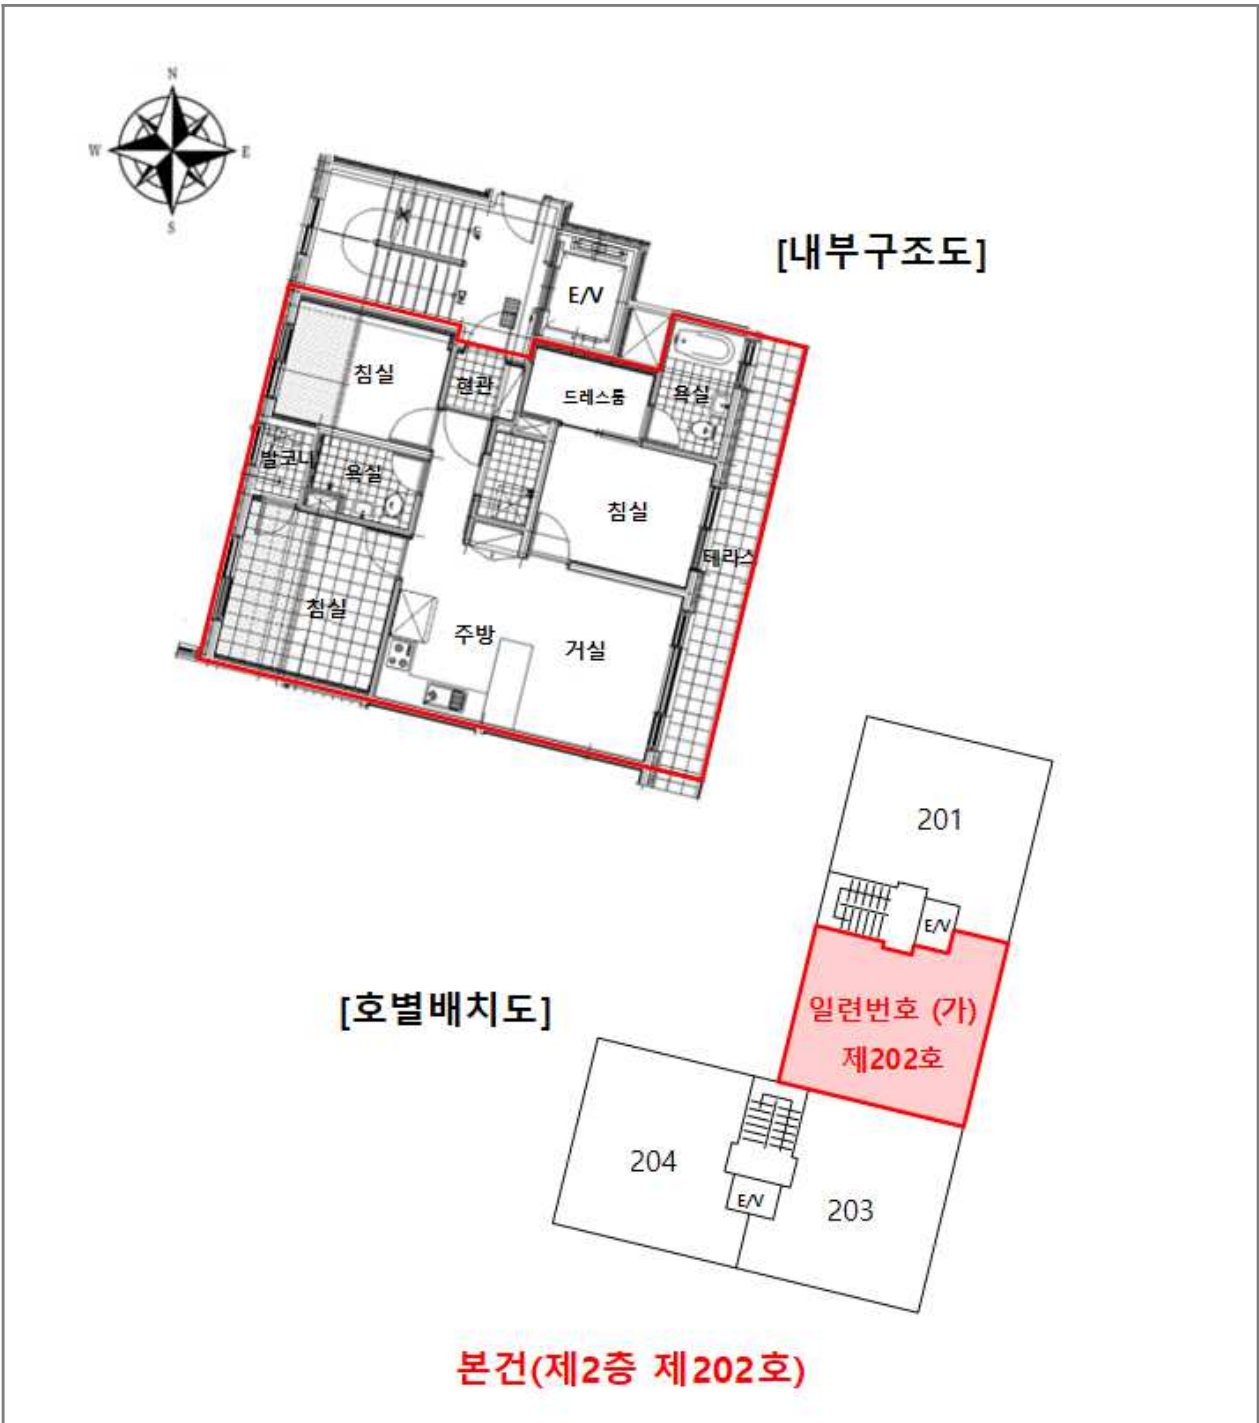 N
W
E
S
[내부구조도]
E/V
침실
현관
드레스룸
욕실
발코니
욕실
침실
테라스
침실
주방
거실
201
E/V
[호별배치도]
일련번호 (가)
제202호
204
E/V
203
본건(제2층 제202호)